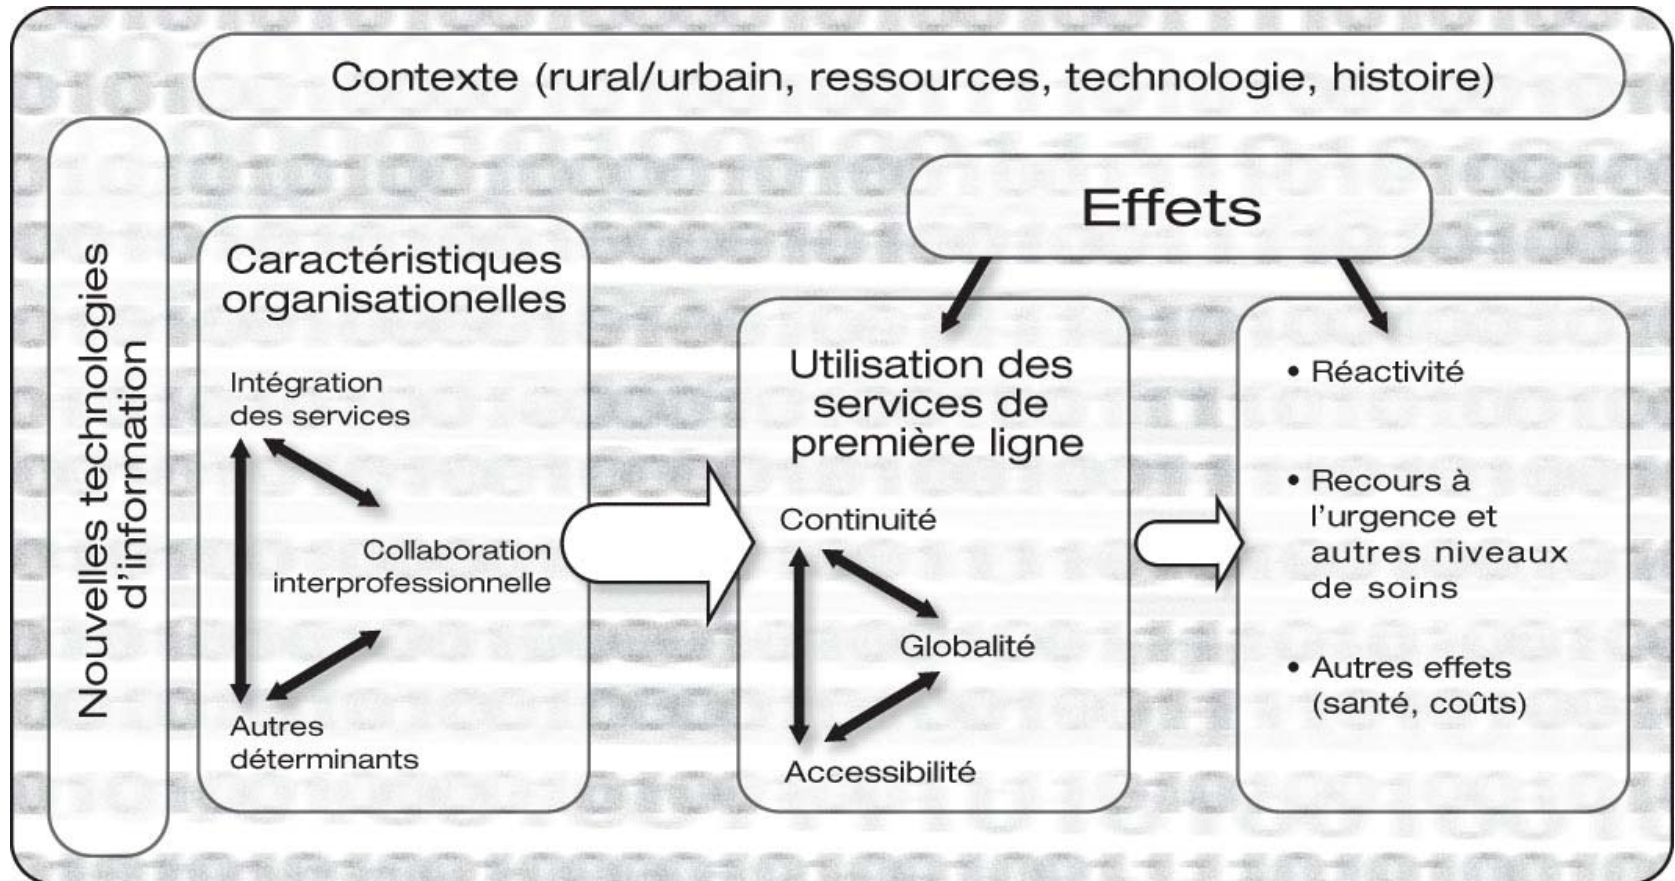 Contexte (rural/urbain, ressources, technologie, histoire)
Nouvelles technologies
d'information
Caractéristiques
organisationelles
Intégration
des services
Collaboration
interprofessionnelle
Autres
déterminants
Effets
Utilisation des
services de
première ligne
Continuité
Globalité
Accessibilité
• Réactivité
• Recours à
l'urgence et
autres niveaux
de soins
• Autres effets
(santé, coûts)